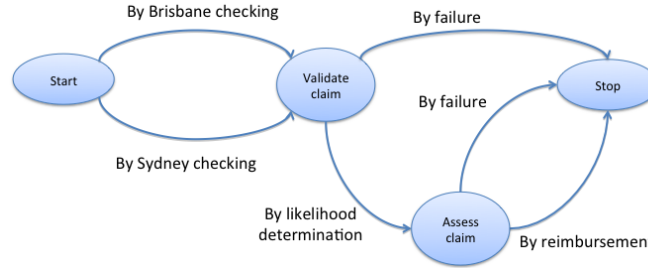 By Brisbane checking
By failure
Start
Validate
claim
Stop
By failure
By Sydney checking
By likelihood
determination
Assess
claim
By reimbursemen